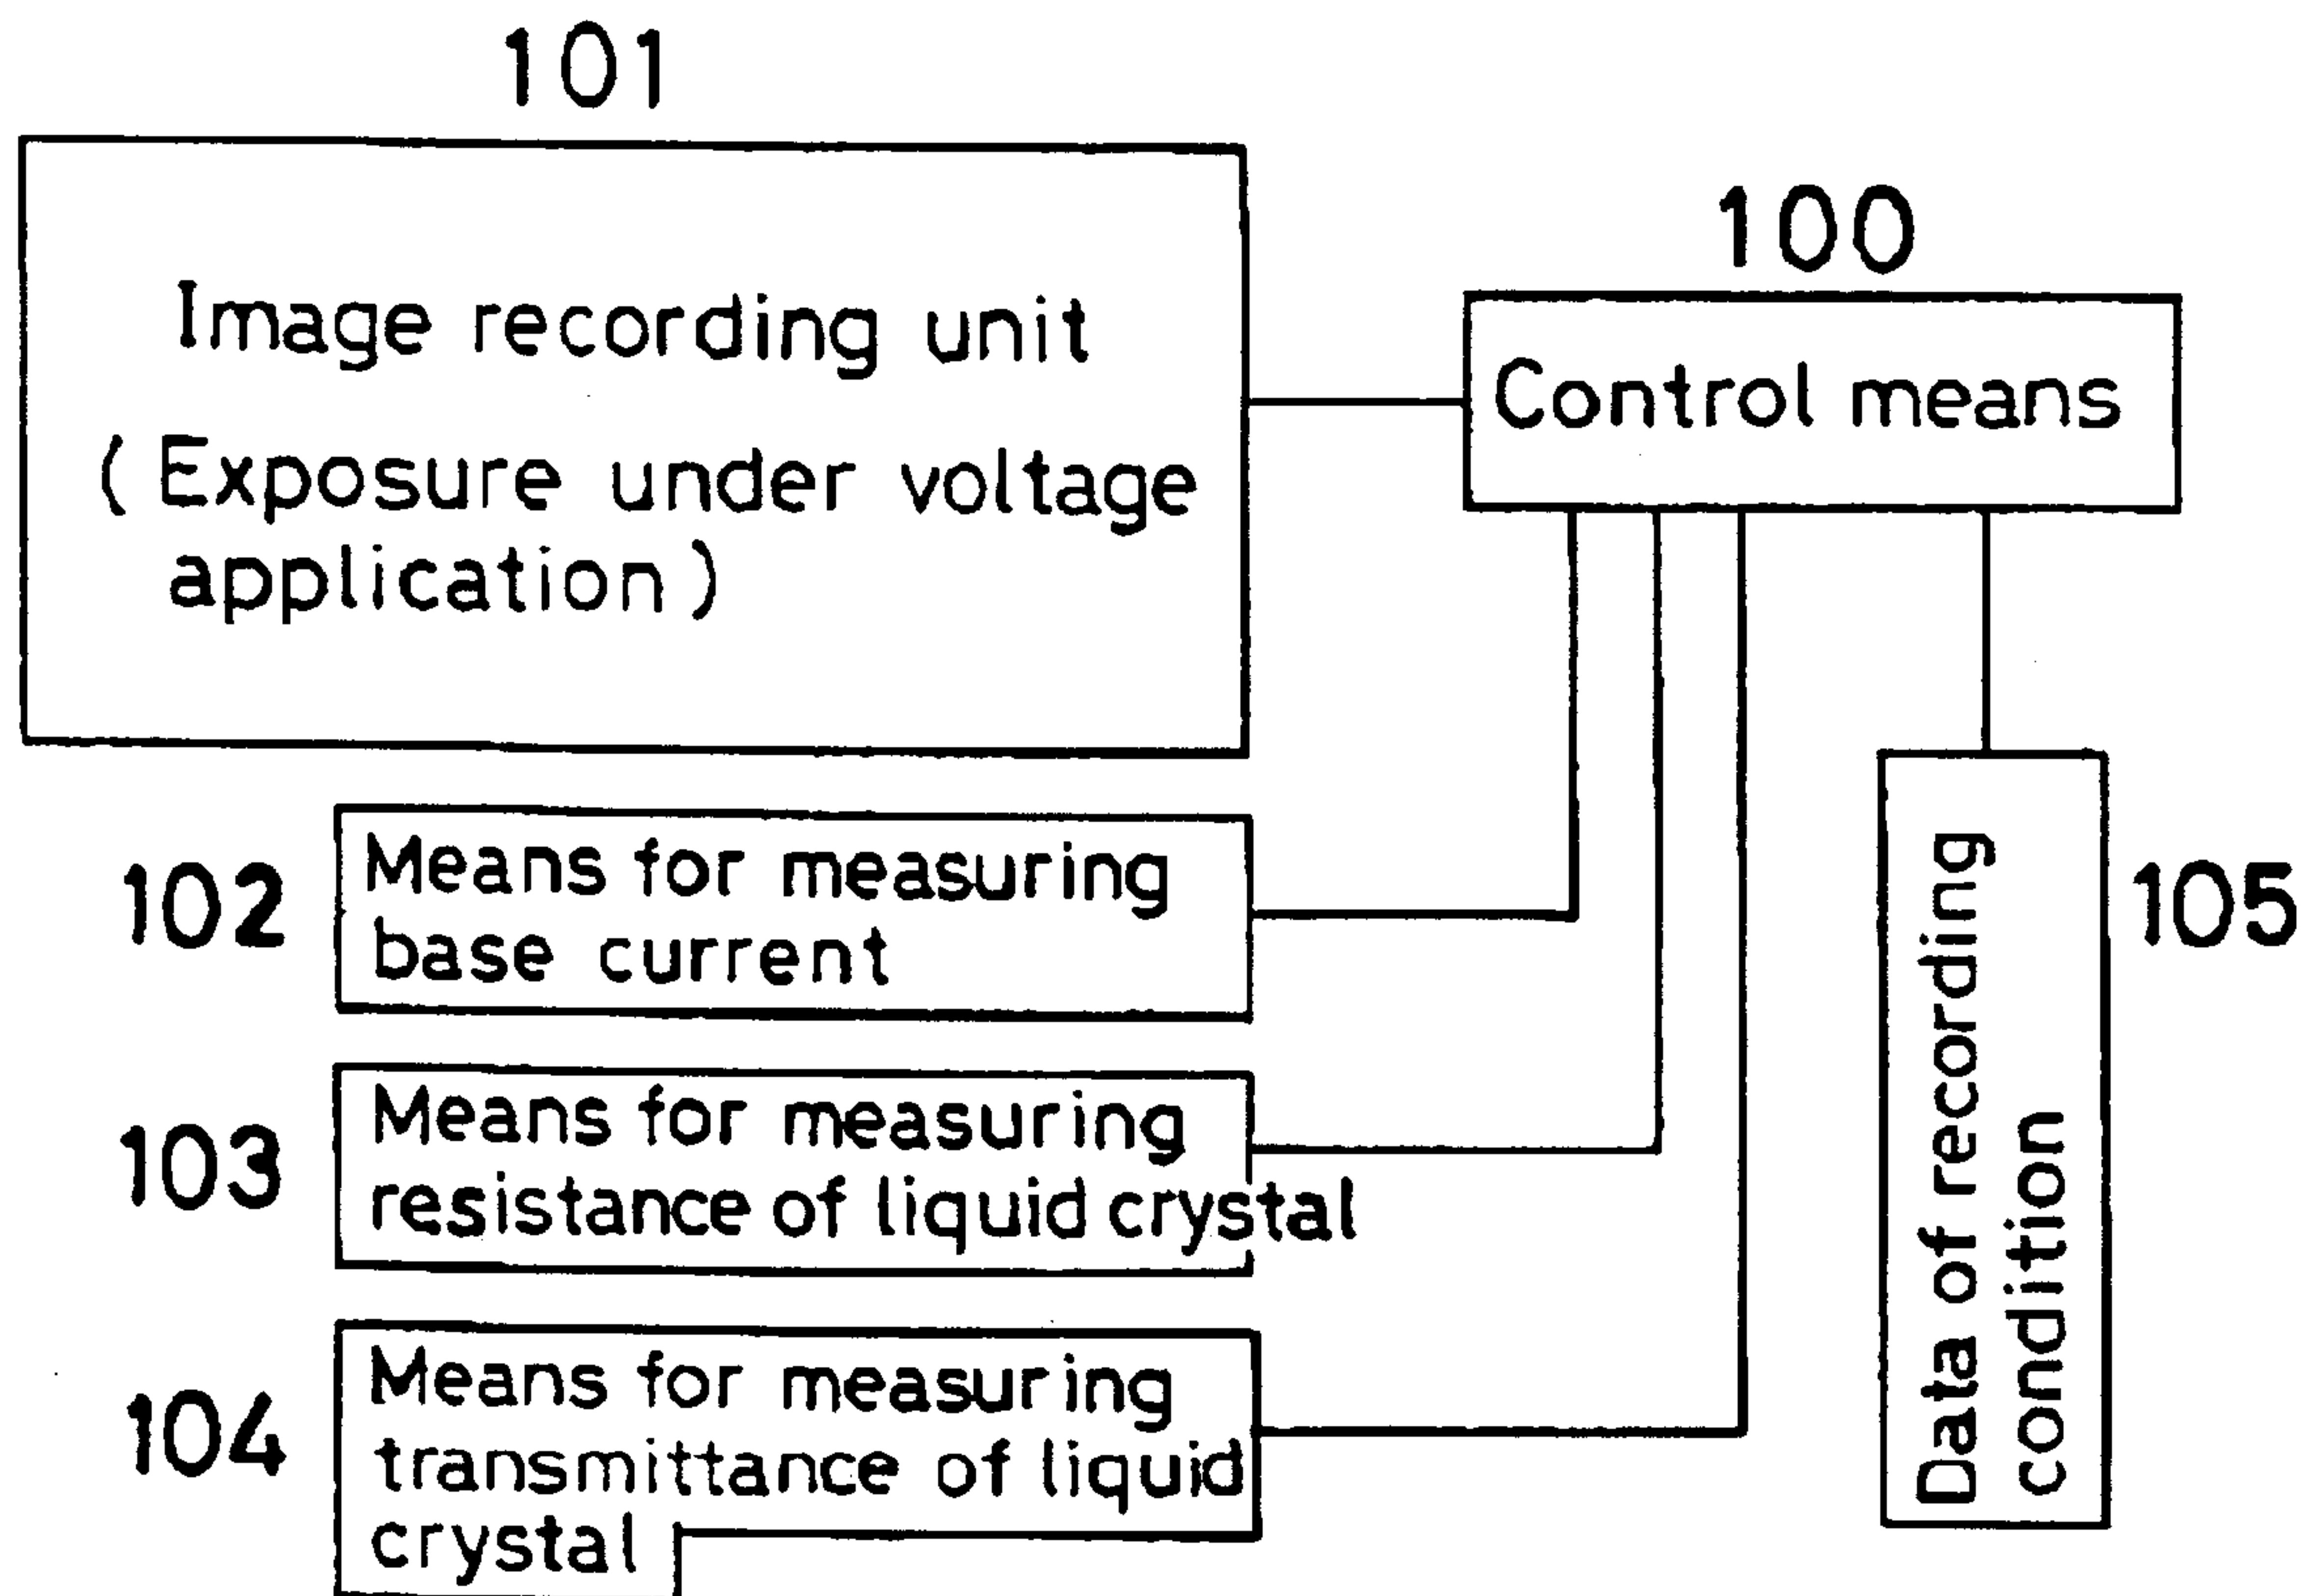 101
Image recording unit
( Exposure under voltage
application )
100
Control means
102
Means for measuring
base current
103
Means for measuring
resistance of liquid crystal
104
Means for measuring
transmittance of liquid
crystal
105
Data of recording
condition